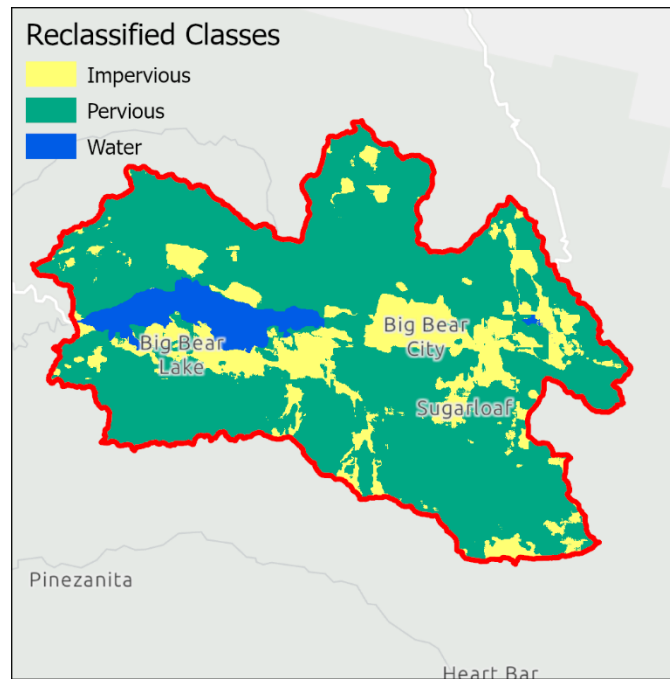 Reclassified Classes
Impervious
Pervious
Water
Big Bear
City
Big Bear
Lake
Sugarloaf
Pinezanita
Heart Bar